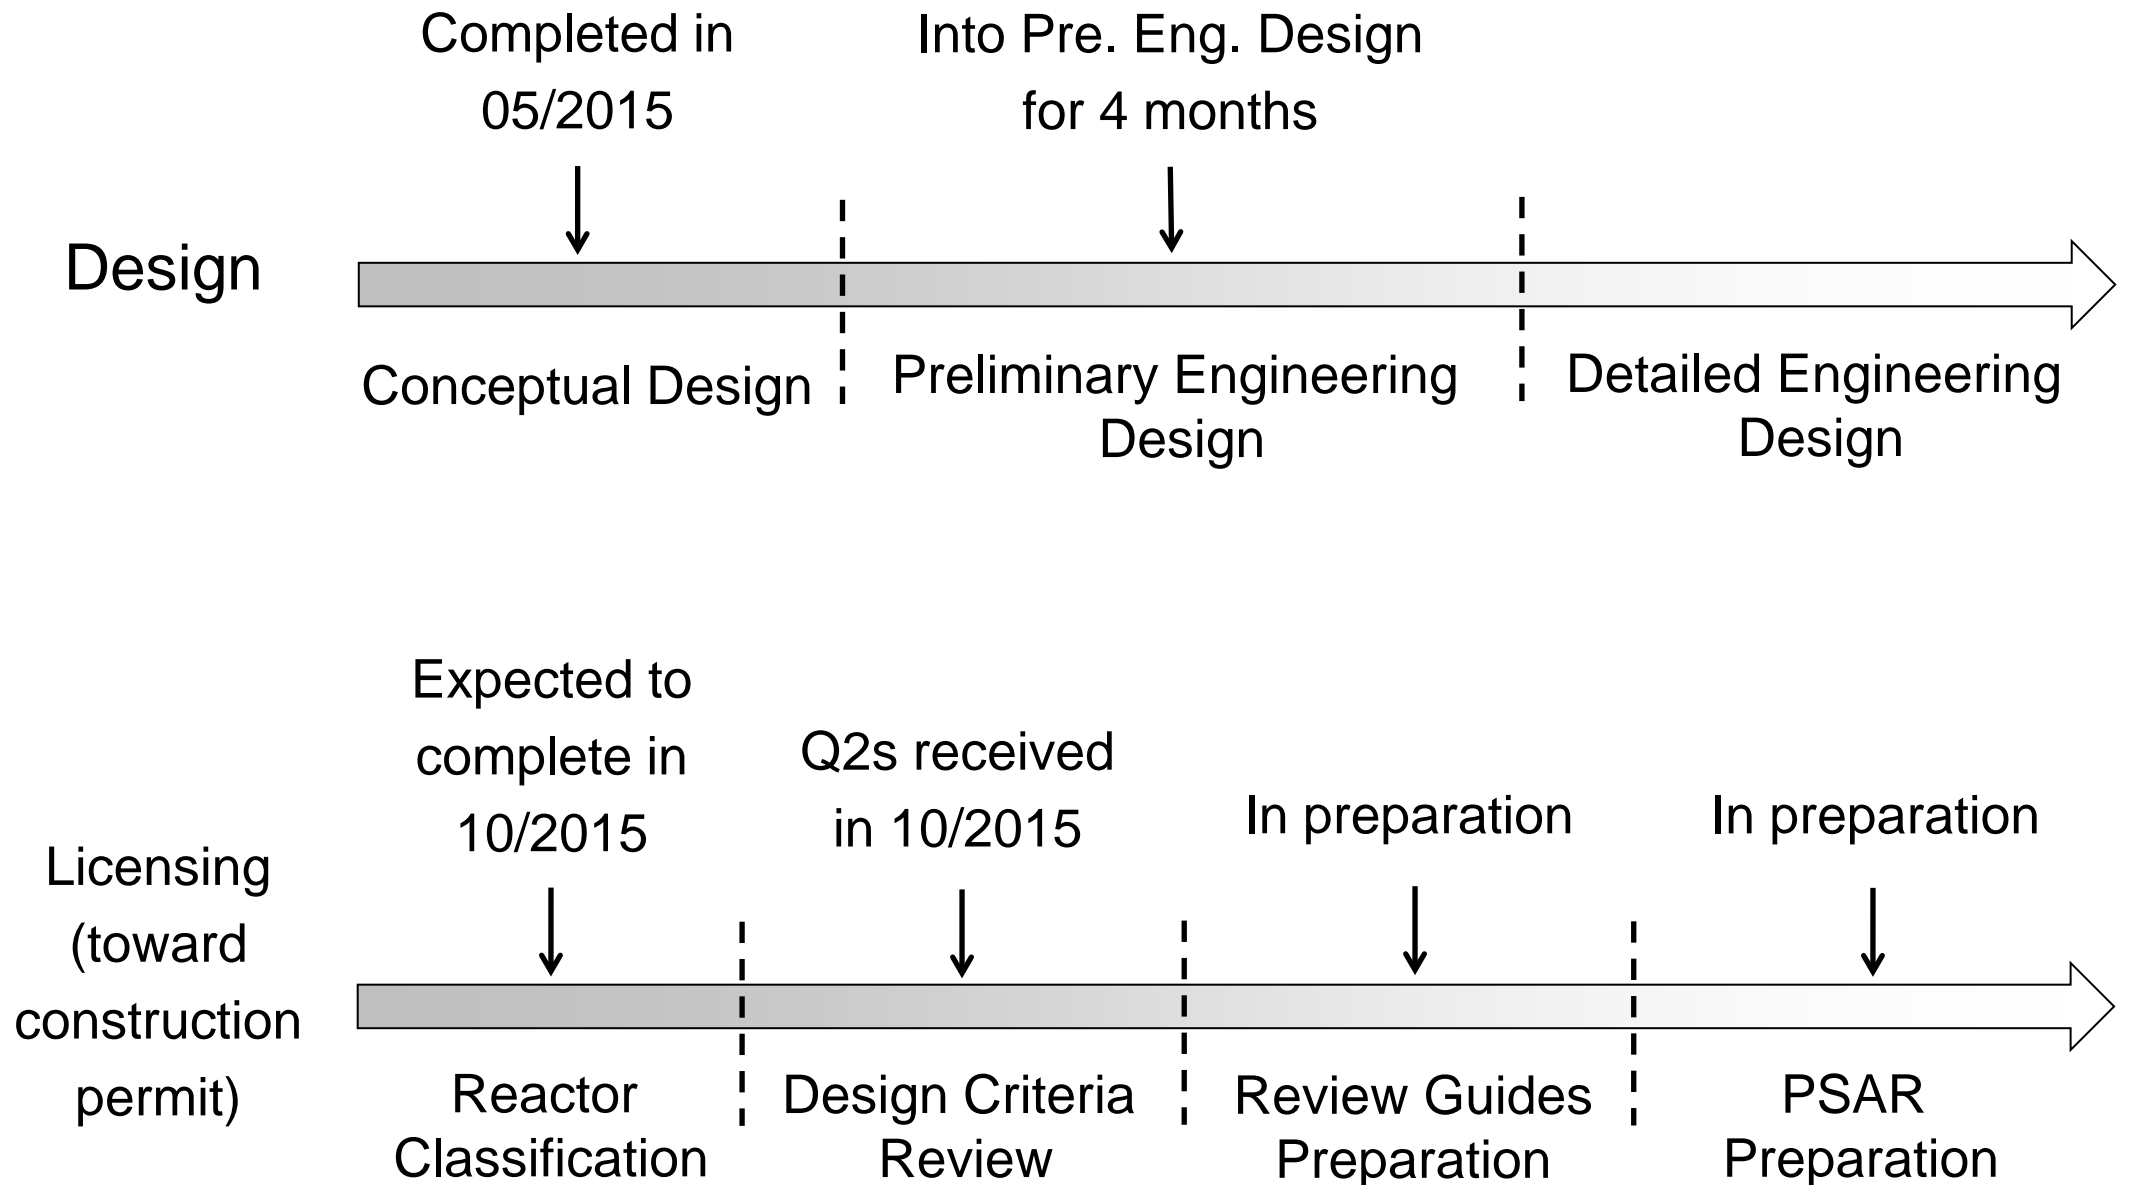 Completed in
05/2015
Into Pre. Eng. Design
for 4 months
Design
Conceptual Design
Preliminary Engineering
Design
Detailed Engineering
Design
Expected to
complete in
10/2015
Q2s received
in 10/2015
In preparation
In preparation
Licensing
(toward
construction
permit)
Reactor
Classification
Design Criteria
Review
Review Guides
Preparation
PSAR
Preparation